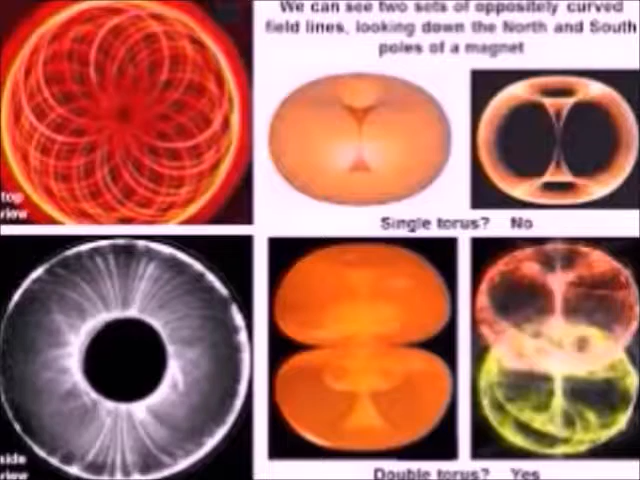 We can see two sets of oppositely curved
field lines, looking down the North and South
poles of a magnet
top
view
Single torus? No
side
view
Double torus? Yes